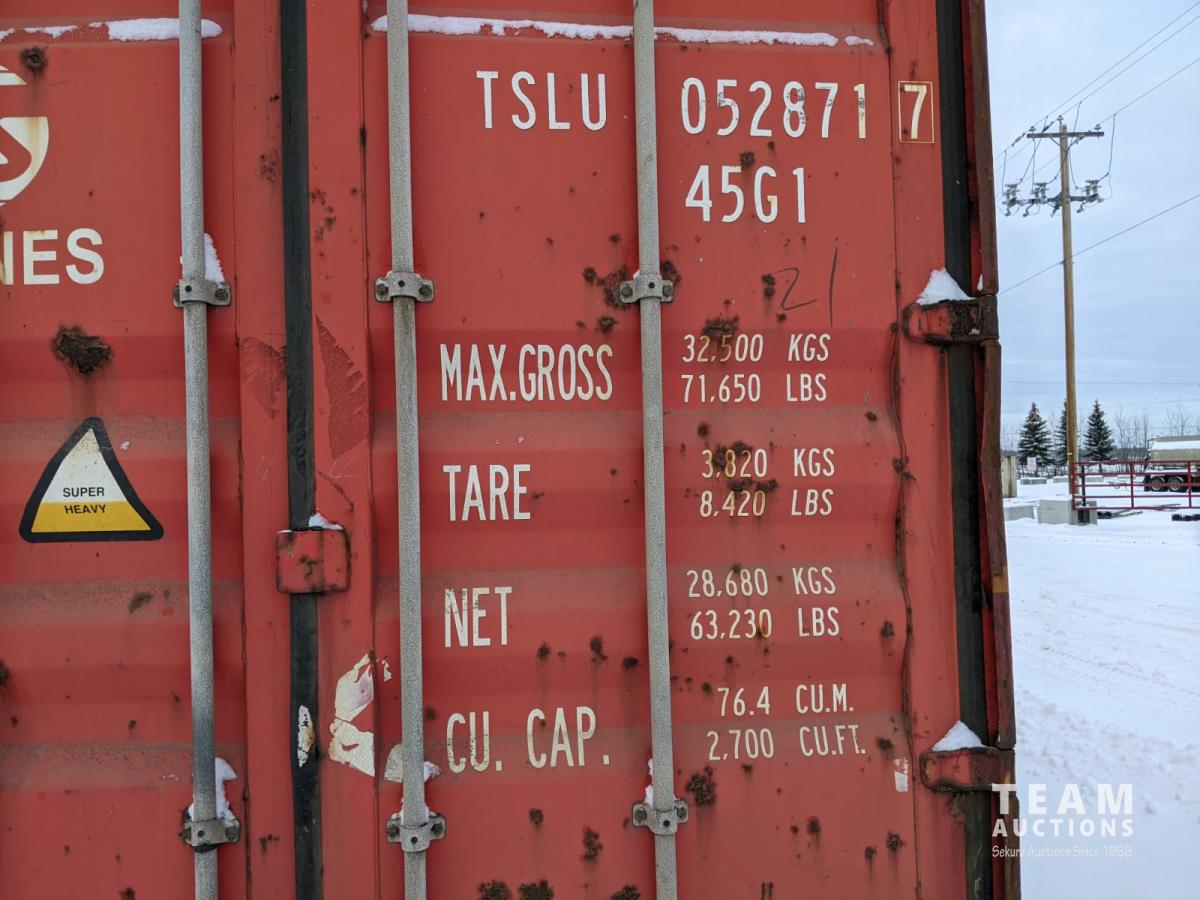 TSLU 052871 7
45G1
NES
21
MAX.GROSS 32,500 KGS
71,650 LBS
SUPER
HEAVY
TARE 3,820 KGS
8,420 LBS
NET 28,680 KGS
63,230 LBS
CU. CAP. 76.4 CU.M.
2,700 CU.FT.
TEAM
AUCTIONS
Sekura Auctions Since 1966